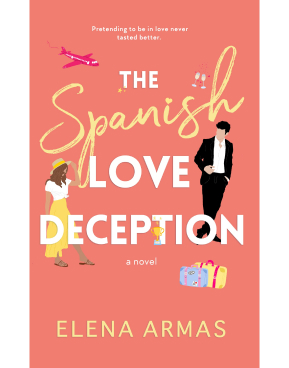 Pretending to be in love never
tasted better.
THE
Spanish
LOVE
DECEPTION
a novel
ELENA ARMAS